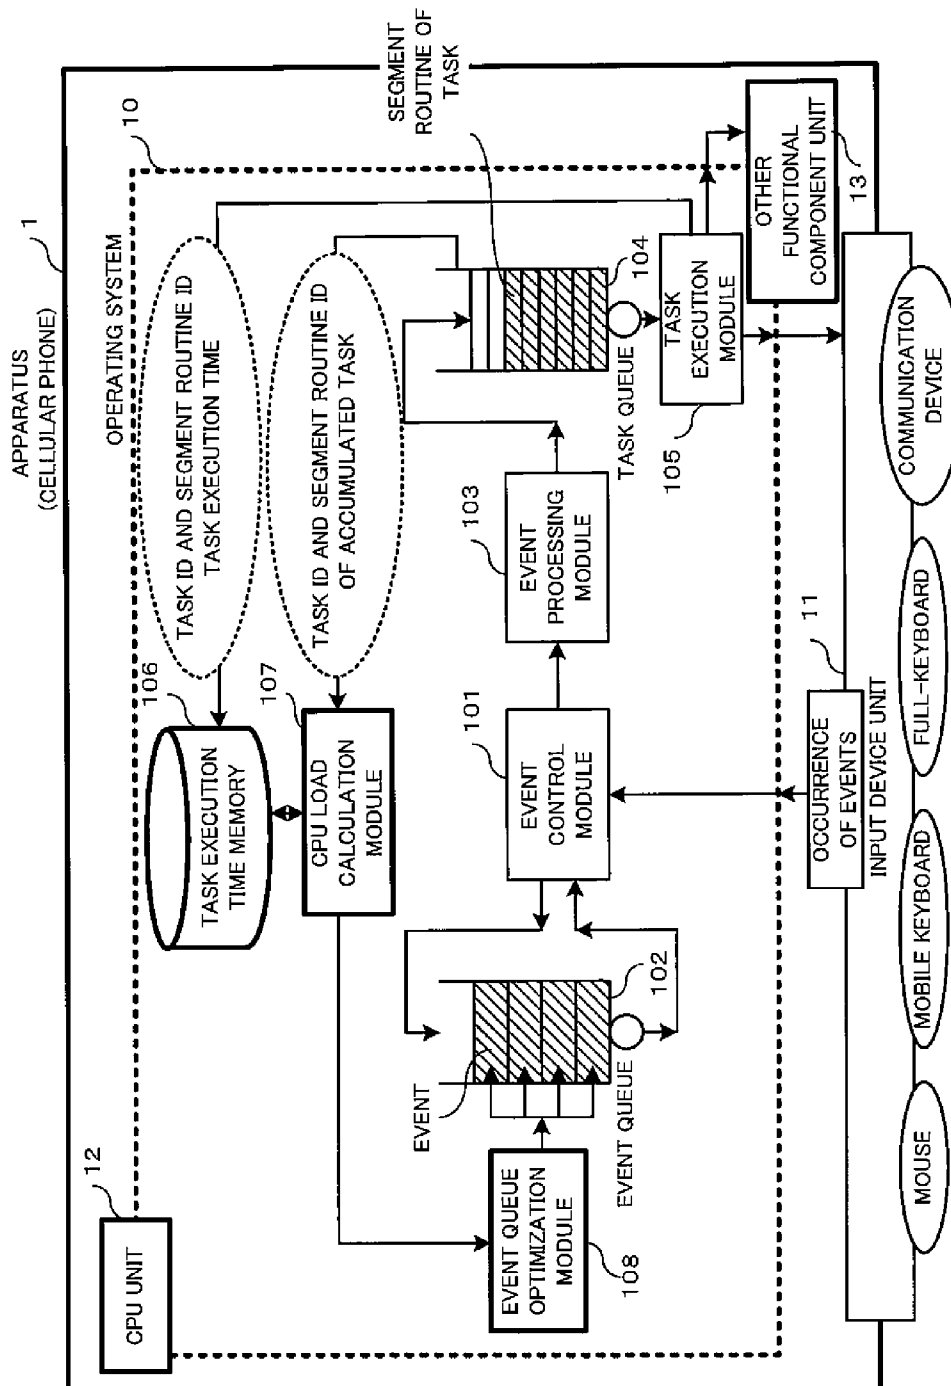 APPARATUS
(CELLULAR PHONE)
1
10
OPERATING SYSTEM
SEGMENT
ROUTINE OF
TASK
12
CPU UNIT
106
TASK EXECUTION
TIME MEMORY
TASK ID AND SEGMENT ROUTINE ID
TASK EXECUTION TIME
107
CPU LOAD
CALCULATION
MODULE
TASK ID AND SEGMENT ROUTINE ID
OF ACCUMULATED TASK
EVENT QUEUE
OPTIMIZATION
MODULE
108
EVENT
102
EVENT QUEUE
101
EVENT
CONTROL
MODULE
103
EVENT
PROCESSING
MODULE
104
TASK QUEUE
TASK
EXECUTION
MODULE
105
OTHER
FUNCTIONAL
COMPONENT UNIT
13
OCCURRENCE
OF EVENTS
11
INPUT DEVICE UNIT
MOUSE
MOBILE KEYBOARD
FULL-KEYBOARD
COMMUNICATION
DEVICE